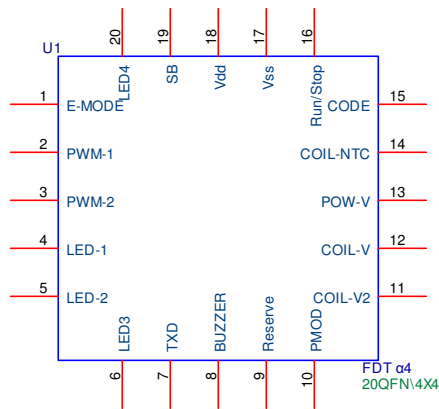 U1
20 19 18 17 16
LED4 SB Vdd Vss Run/Stop
1 E-MODE CODE 15
2 PWM-1 COIL-NTC 14
3 PWM-2 POW-V 13
4 LED-1 COIL-V 12
5 LED-2 COIL-V2 11
LED3 TXD BUZZER Reserve PMOD
6 7 8 9 10
FDT α4
20QFN\4X4